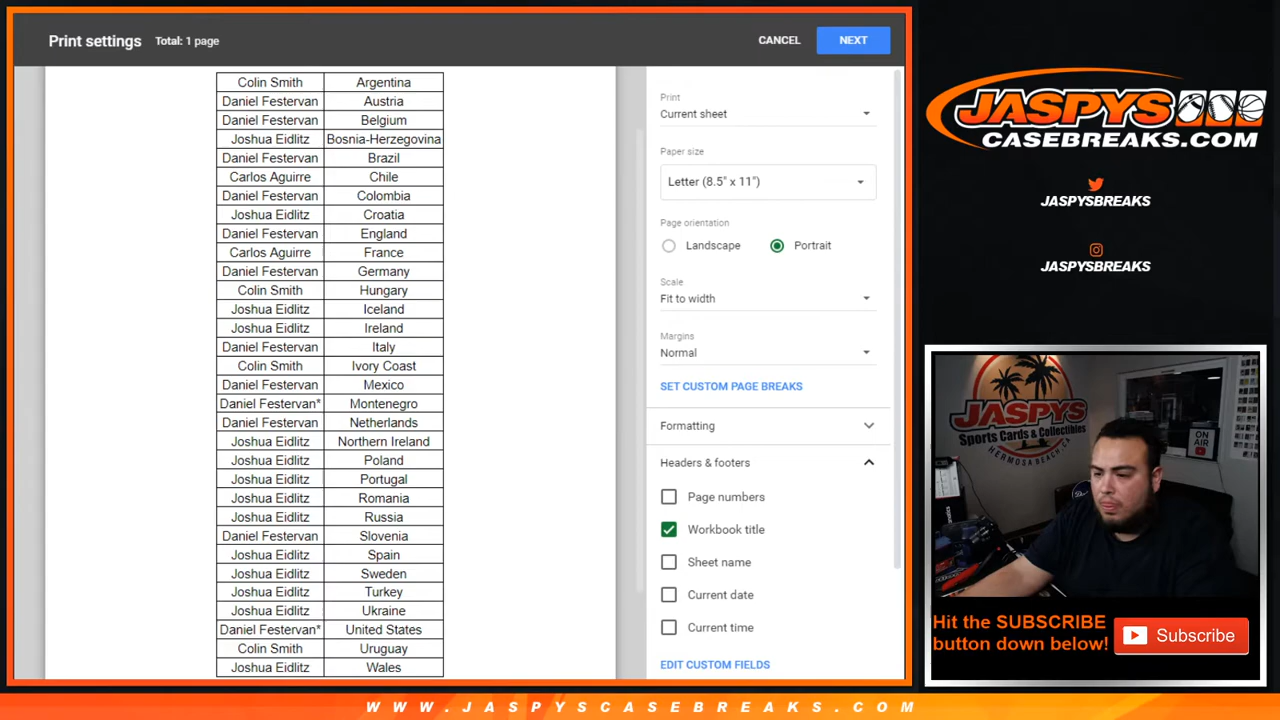 Print settings Total: 1 page CANCEL NEXT
Colin Smith Argentina
Daniel Festervan Austria
Daniel Festervan Belgium
Joshua Eidlitz Bosnia-Herzegovina
Daniel Festervan Brazil
Carlos Aguirre Chile
Daniel Festervan Colombia
Joshua Eidlitz Croatia
Daniel Festervan England
Carlos Aguirre France
Daniel Festervan Germany
Colin Smith Hungary
Joshua Eidlitz Iceland
Joshua Eidlitz Ireland
Daniel Festervan Italy
Colin Smith Ivory Coast
Daniel Festervan Mexico
Daniel Festervan* Montenegro
Daniel Festervan Netherlands
Joshua Eidlitz Northern Ireland
Joshua Eidlitz Poland
Joshua Eidlitz Portugal
Joshua Eidlitz Romania
Joshua Eidlitz Russia
Daniel Festervan Slovenia
Joshua Eidlitz Spain
Joshua Eidlitz Sweden
Joshua Eidlitz Turkey
Joshua Eidlitz Ukraine
Daniel Festervan* United States
Colin Smith Uruguay
Joshua Eidlitz Wales
Print
Current sheet
Paper size
Letter (8.5" x 11")
Page orientation
Landscape Portrait
Scale
Fit to width
Margins
Normal
SET CUSTOM PAGE BREAKS
Formatting
Headers & footers
Page numbers
Workbook title
Sheet name
Current date
Current time
EDIT CUSTOM FIELDS
JASPYS
CASEBREAKS.COM
JASPYSBREAKS
JASPYSBREAKS
JASPYS
Sports Cards & Collectibles
HERMOSA BEACH,
ON
AIR
Hit the SUBSCRIBE
button down below!
Subscribe
WWW.JASPYSCASEBREAKS.COM